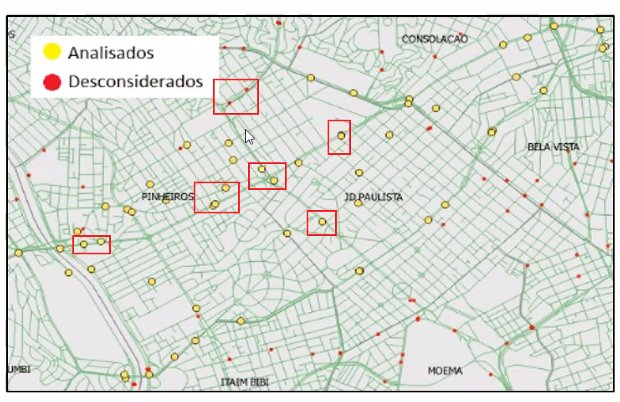 Analisados
Desconsiderados
CONSOLACAO
BELA VISTA
PINHEIROS
JD PAULISTA
UMBI
MOEMA
ITAIM BIBI